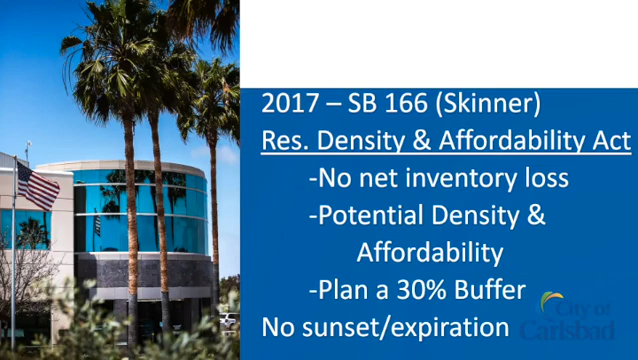 2017 – SB 166 (Skinner)
Res. Density & Affordability Act
-No net inventory loss
-Potential Density &
Affordability
-Plan a 30% Buffer
No sunset/expiration
City of
Carlsbad